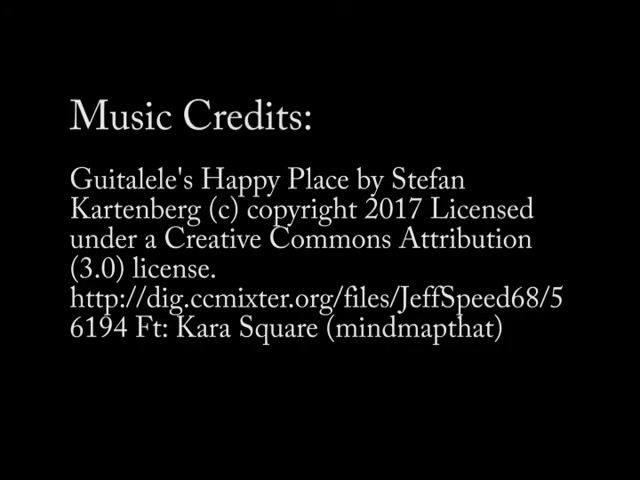 Music Credits:
Guitalele's Happy Place by Stefan
Kartenberg (c) copyright 2017 Licensed
under a Creative Commons Attribution
(3.0) license.
http://dig.ccmixter.org/files/JeffSpeed68/5
6194 Ft: Kara Square (mindmapthat)